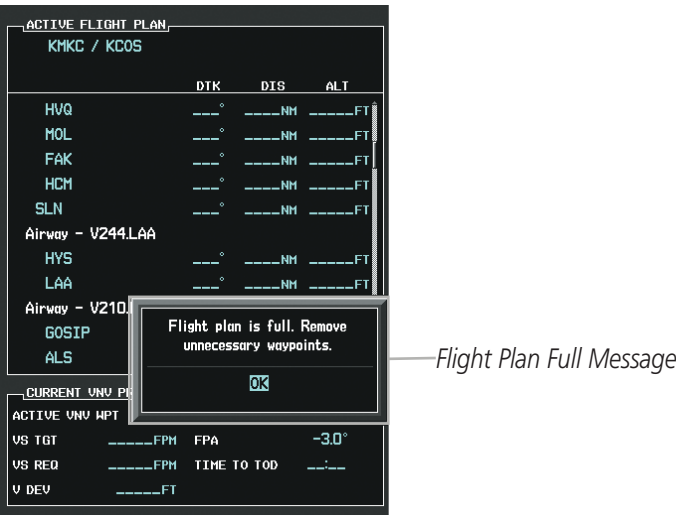 ACTIVE FLIGHT PLAN
KMKC / KCOS
DTK DIS ALT
HVQ ___° ____NM _____FT
MOL ___° ____NM _____FT
FAK ___° ____NM _____FT
HCM ___° ____NM _____FT
SLN ___° ____NM _____FT
Airway - V244.LAA
HYS ___° ____NM _____FT
LAA ___° ____NM _____FT
Airway - V210.
GOSIP
ALS
Flight plan is full. Remove
unnecessary waypoints.
OK
Flight Plan Full Message
CURRENT VNV
ACTIVE VNV WPT
VS TGT _____FPM FPA -3.0°
VS REQ _____FPM TIME TO TOD __:__
V DEV _____FT